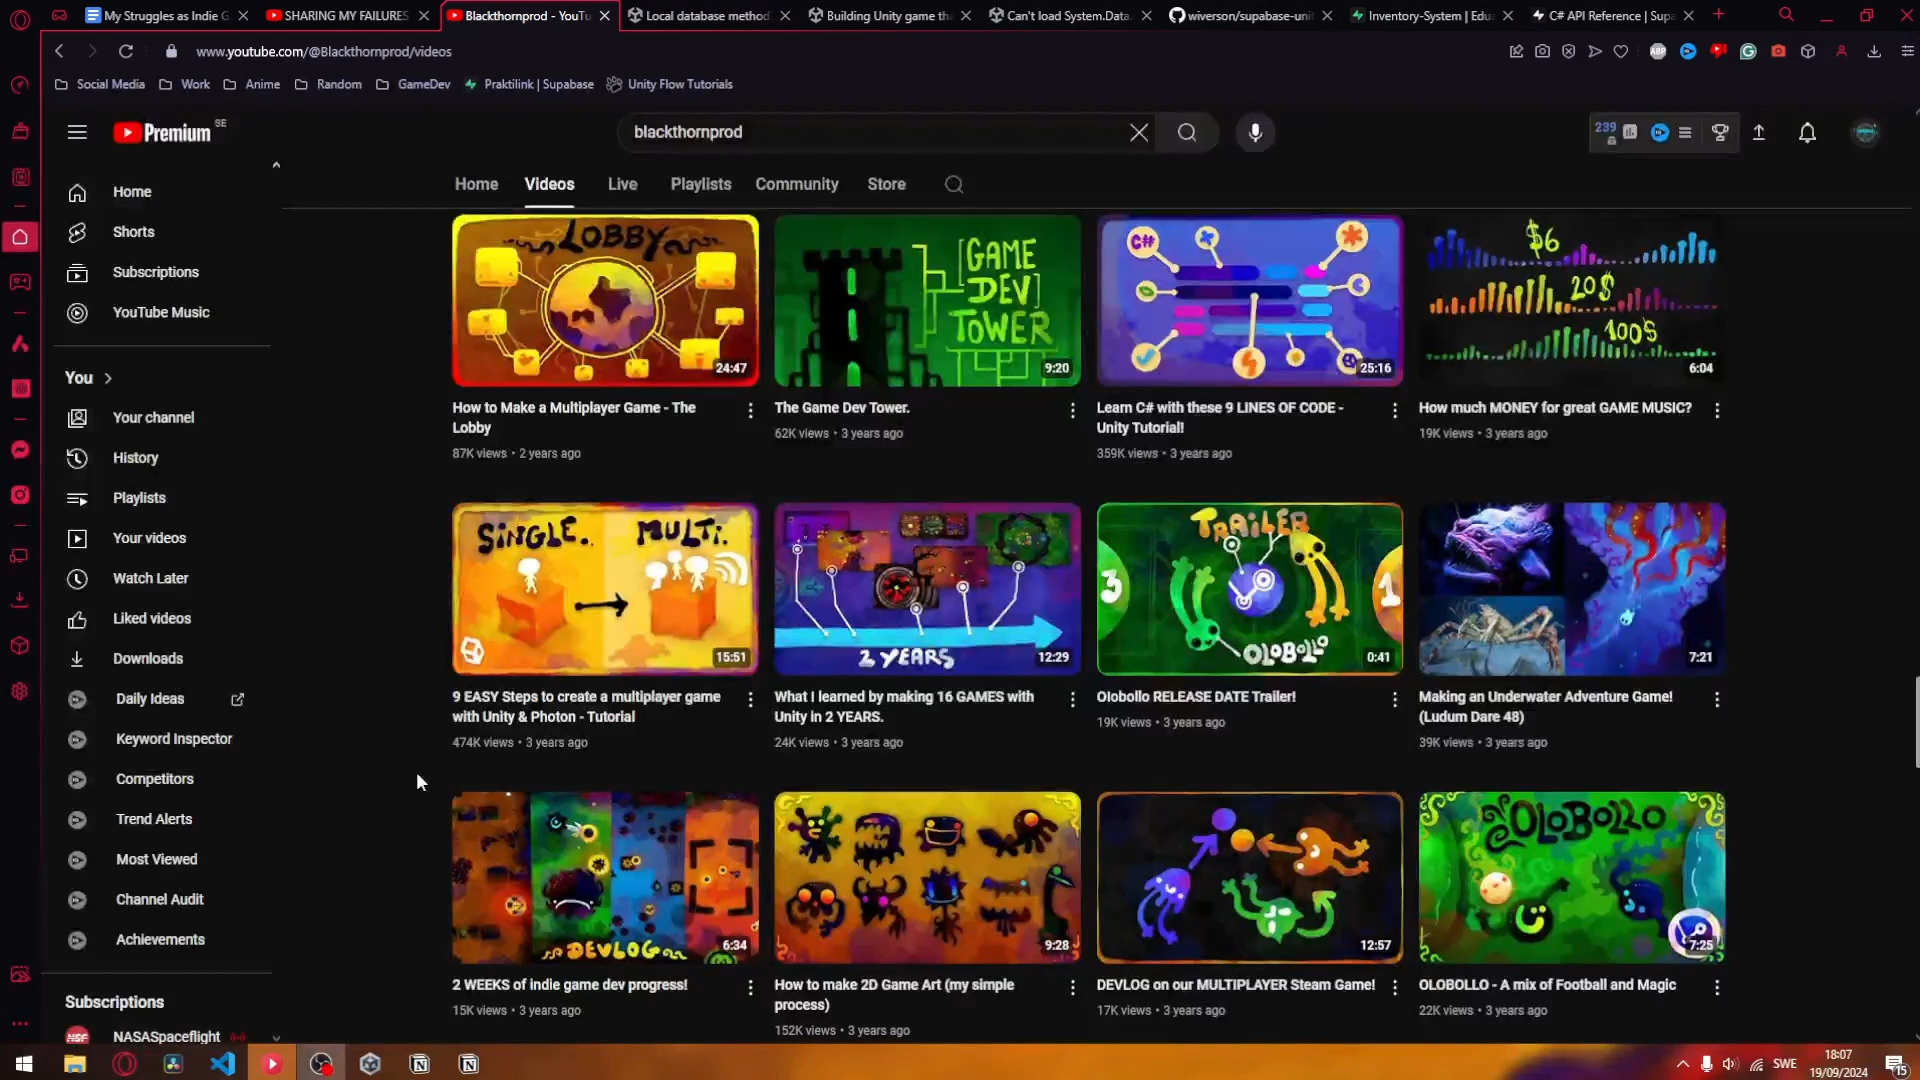 My Struggles as Indie G
SHARING MY FAILURES
Blackthornprod - YouTu
Local database method
Building Unity game tha
Can't load System.Data.
wiverson/supabase-unit
Inventory-System | Edua
C# API Reference | Supa
www.youtube.com/@Blackthornprod/videos
Social Media
Work
Anime
Random
GameDev
Praktilink | Supabase
Unity Flow Tutorials
Premium
SE
blackthornprod
239
Home
Videos
Live
Playlists
Community
Store
Home
Shorts
Subscriptions
YouTube Music
You
Your channel
History
Playlists
Your videos
Watch Later
Liked videos
Downloads
Daily Ideas
Keyword Inspector
Competitors
Trend Alerts
Most Viewed
Channel Audit
Achievements
Subscriptions
NASASpaceflight
LOBBY
24:47
[GAME
DEV]
TOWER
9:20
C#
25:16
$6
20$
100$
6:04
How to Make a Multiplayer Game - The
Lobby
87K views • 2 years ago
The Game Dev Tower.
62K views • 3 years ago
Learn C# with these 9 LINES OF CODE -
Unity Tutorial!
359K views • 3 years ago
How much MONEY for great GAME MUSIC?
19K views • 3 years ago
SINGLE.
MULTI.
15:51
2 YEARS
12:29
TRAILER
3
1
OLOBOLLO
0:41
7:21
9 EASY Steps to create a multiplayer game
with Unity & Photon - Tutorial
474K views • 3 years ago
What I learned by making 16 GAMES with
Unity in 2 YEARS.
24K views • 3 years ago
Olobollo RELEASE DATE Trailer!
19K views • 3 years ago
Making an Underwater Adventure Game!
(Ludum Dare 48)
39K views • 3 years ago
DEVLOG
6:34
9:28
12:57
OLOBOLLO
7:25
2 WEEKS of indie game dev progress!
15K views • 3 years ago
How to make 2D Game Art (my simple
process)
152K views • 3 years ago
DEVLOG on our MULTIPLAYER Steam Game!
17K views • 3 years ago
OLOBOLLO - A mix of Football and Magic
22K views • 3 years ago
SWE
18:07
19/09/2024
15